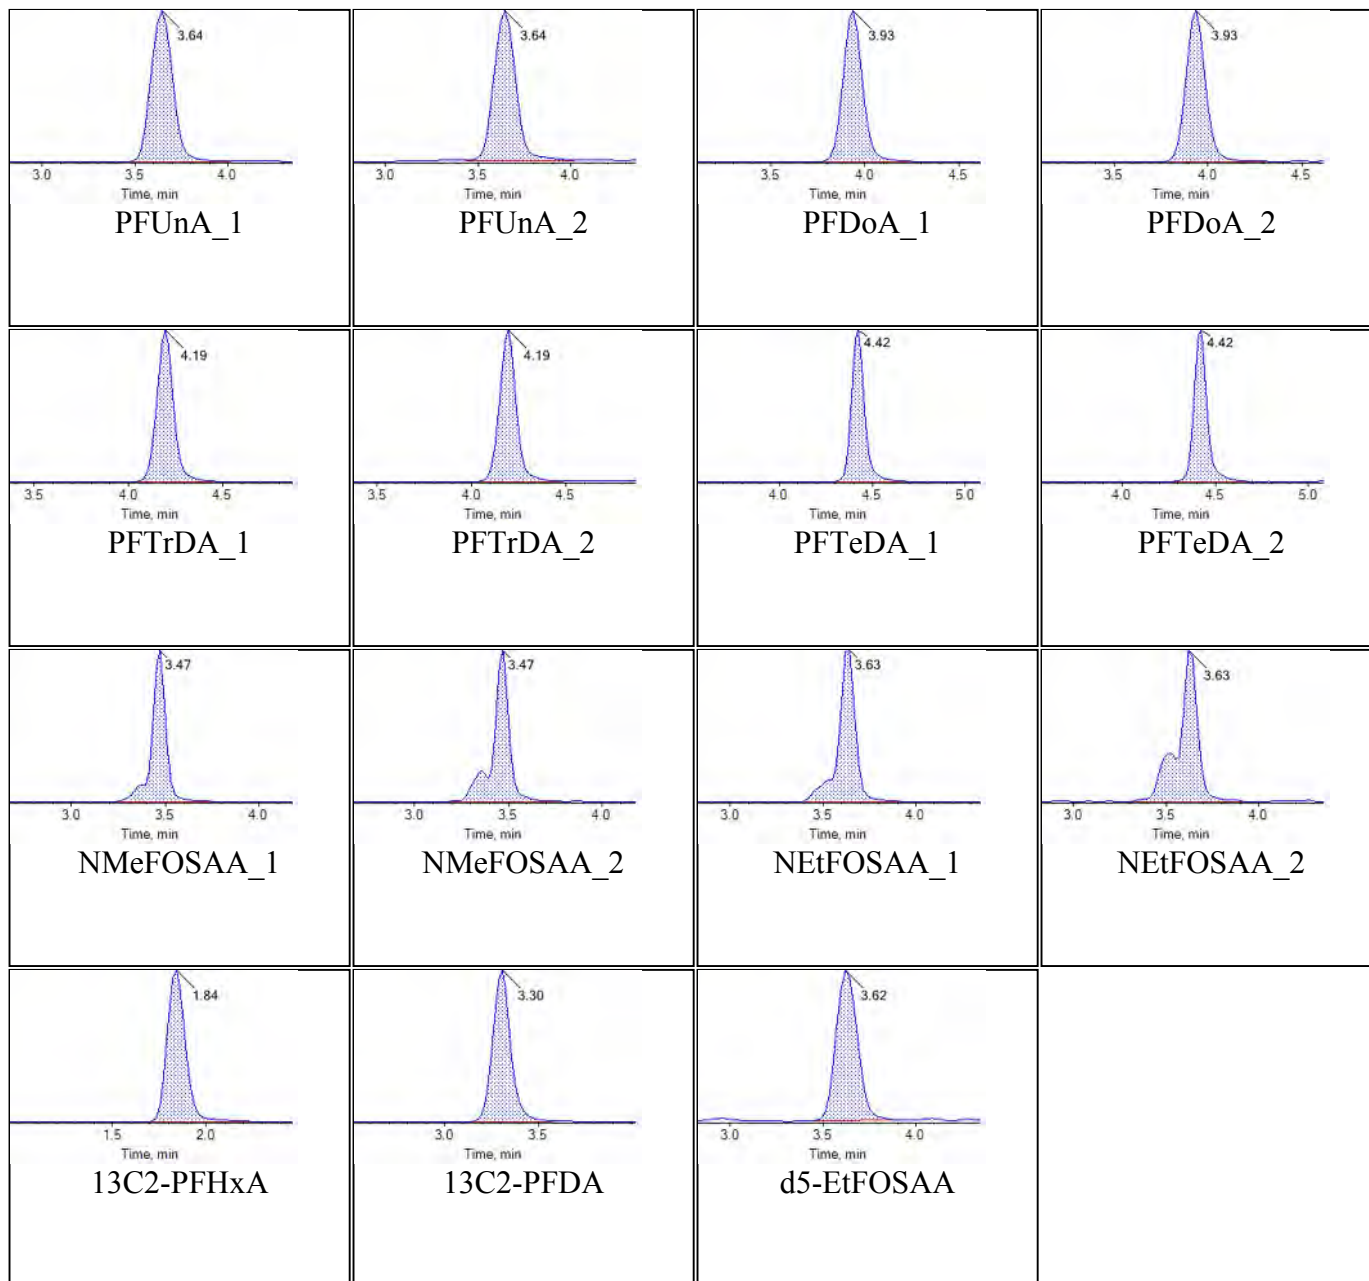 3.64
3.0 3.5 4.0
Time, min
PFUnA_1
3.64
3.0 3.5 4.0
Time, min
PFUnA_2
3.93
3.5 4.0 4.5
Time, min
PFDoA_1
3.93
3.5 4.0 4.5
Time, min
PFDoA_2
4.19
3.5 4.0 4.5
Time, min
PFTrDA_1
4.19
3.5 4.0 4.5
Time, min
PFTrDA_2
4.42
4.0 4.5 5.0
Time, min
PFTeDA_1
4.42
4.0 4.5 5.0
Time, min
PFTeDA_2
3.47
3.0 3.5 4.0
Time, min
NMeFOSAA_1
3.47
3.0 3.5 4.0
Time, min
NMeFOSAA_2
3.63
3.0 3.5 4.0
Time, min
NEtFOSAA_1
3.63
3.0 3.5 4.0
Time, min
NEtFOSAA_2
1.84
1.5 2.0
Time, min
13C2-PFHxA
3.30
3.0 3.5
Time, min
13C2-PFDA
3.62
3.0 3.5 4.0
Time, min
d5-EtFOSAA